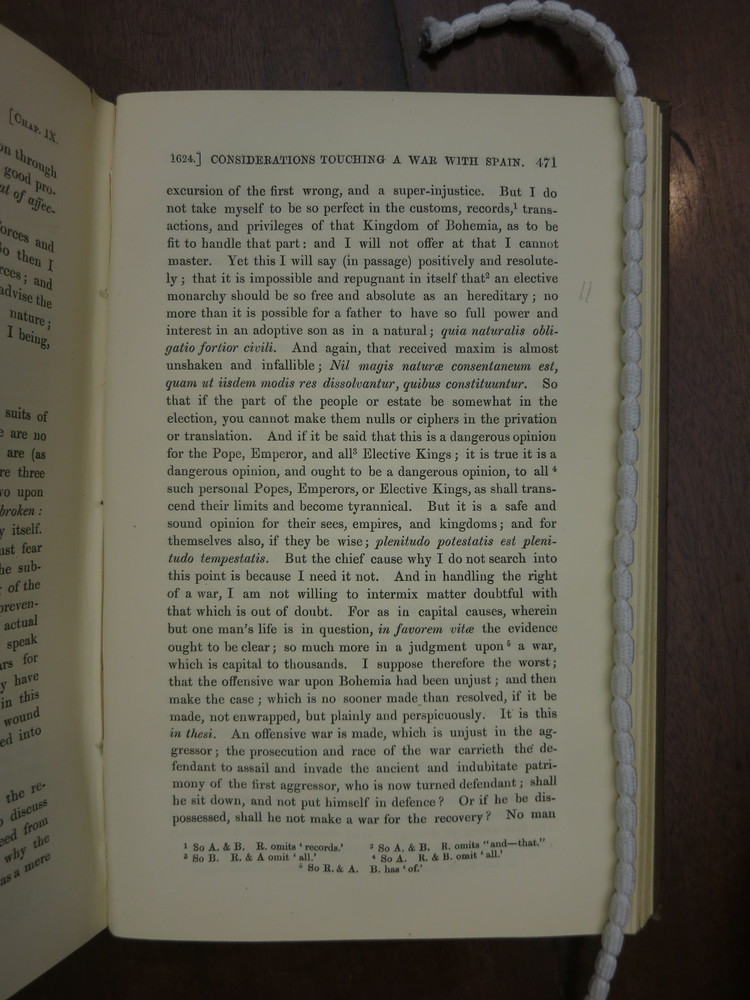 [CHAP. IX.
on through
good pro-
nt of affec-
orces and
So then I
rces; and
advise the
nature;
I being,
suits of
e are no
are (as
re three
wo upon
broken:
y itself.
ust fear
he sub-
of the
preven-
actual
speak
ars for
y have
in this
wound
ed into
the re-
o discuss
eed from
why the
as a mere
1624.] CONSIDERATIONS TOUCHING A WAR WITH SPAIN. 471
excursion of the first wrong, and a super-injustice. But I do
not take myself to be so perfect in the customs, records,¹ trans-
actions, and privileges of that Kingdom of Bohemia, as to be
fit to handle that part: and I will not offer at that I cannot
master. Yet this I will say (in passage) positively and resolute-
ly; that it is impossible and repugnant in itself that² an elective
monarchy should be so free and absolute as an hereditary; no
more than it is possible for a father to have so full power and
interest in an adoptive son as in a natural; quia naturalis obli-
gatio fortior civili. And again, that received maxim is almost
unshaken and infallible; Nil magis naturæ consentaneum est,
quam ut iisdem modis res dissolvantur, quibus constituuntur. So
that if the part of the people or estate be somewhat in the
election, you cannot make them nulls or ciphers in the privation
or translation. And if it be said that this is a dangerous opinion
for the Pope, Emperor, and all³ Elective Kings; it is true it is a
dangerous opinion, and ought to be a dangerous opinion, to all⁴
such personal Popes, Emperors, or Elective Kings, as shall trans-
cend their limits and become tyrannical. But it is a safe and
sound opinion for their sees, empires, and kingdoms; and for
themselves also, if they be wise; plenitudo potestatis est pleni-
tudo tempestatis. But the chief cause why I do not search into
this point is because I need it not. And in handling the right
of a war, I am not willing to intermix matter doubtful with
that which is out of doubt. For as in capital causes, wherein
but one man's life is in question, in favorem vitæ the evidence
ought to be clear; so much more in a judgment upon⁵ a war,
which is capital to thousands. I suppose therefore the worst;
that the offensive war upon Bohemia had been unjust; and then
make the case; which is no sooner made than resolved, if it be
made, not enwrapped, but plainly and perspicuously. It is this
in thesi. An offensive war is made, which is unjust in the ag-
gressor; the prosecution and race of the war carrieth the de-
fendant to assail and invade the ancient and indubitate patri-
mony of the first aggressor, who is now turned defendant; shall
he sit down, and not put himself in defence? Or if he be dis-
possessed, shall he not make a war for the recovery? No man
¹ So A. & B. R. omits 'records.' ² So A. & B. R. omits "and—that."
³ So B. R. & A omit 'all.' ⁴ So A. R. & B. omit 'all.'
⁵ So R. & A. B. has 'of.'